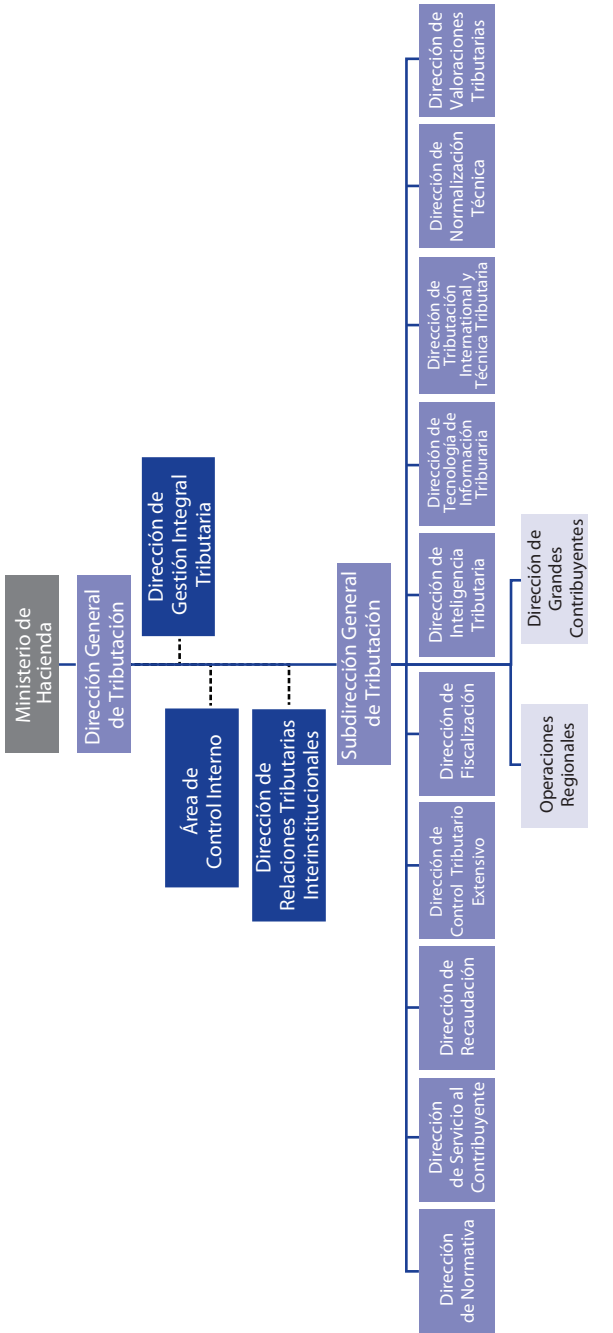 Ministerio de
Hacienda
Dirección General
de Tributación
Dirección de
Gestión Integral
Tributaria
Área de
Control Interno
Dirección de
Relaciones Tributarias
Interinstitucionales
Subdirección General
de Tributación
Dirección
de Normativa
Dirección
de Servicio al
Contribuyente
Dirección de
Recaudación
Dirección de
Control Tributario
Extensivo
Dirección de
Fiscalización
Dirección de
Inteligencia
Tributaria
Dirección de
Tecnología de
Información
Triburaria
Dirección de
Tributación
International y
Técnica Tributaria
Dirección de
Normalización
Técnica
Dirección de
Valoraciones
Tributarias
Operaciones
Regionales
Dirección de
Grandes
Contribuyentes